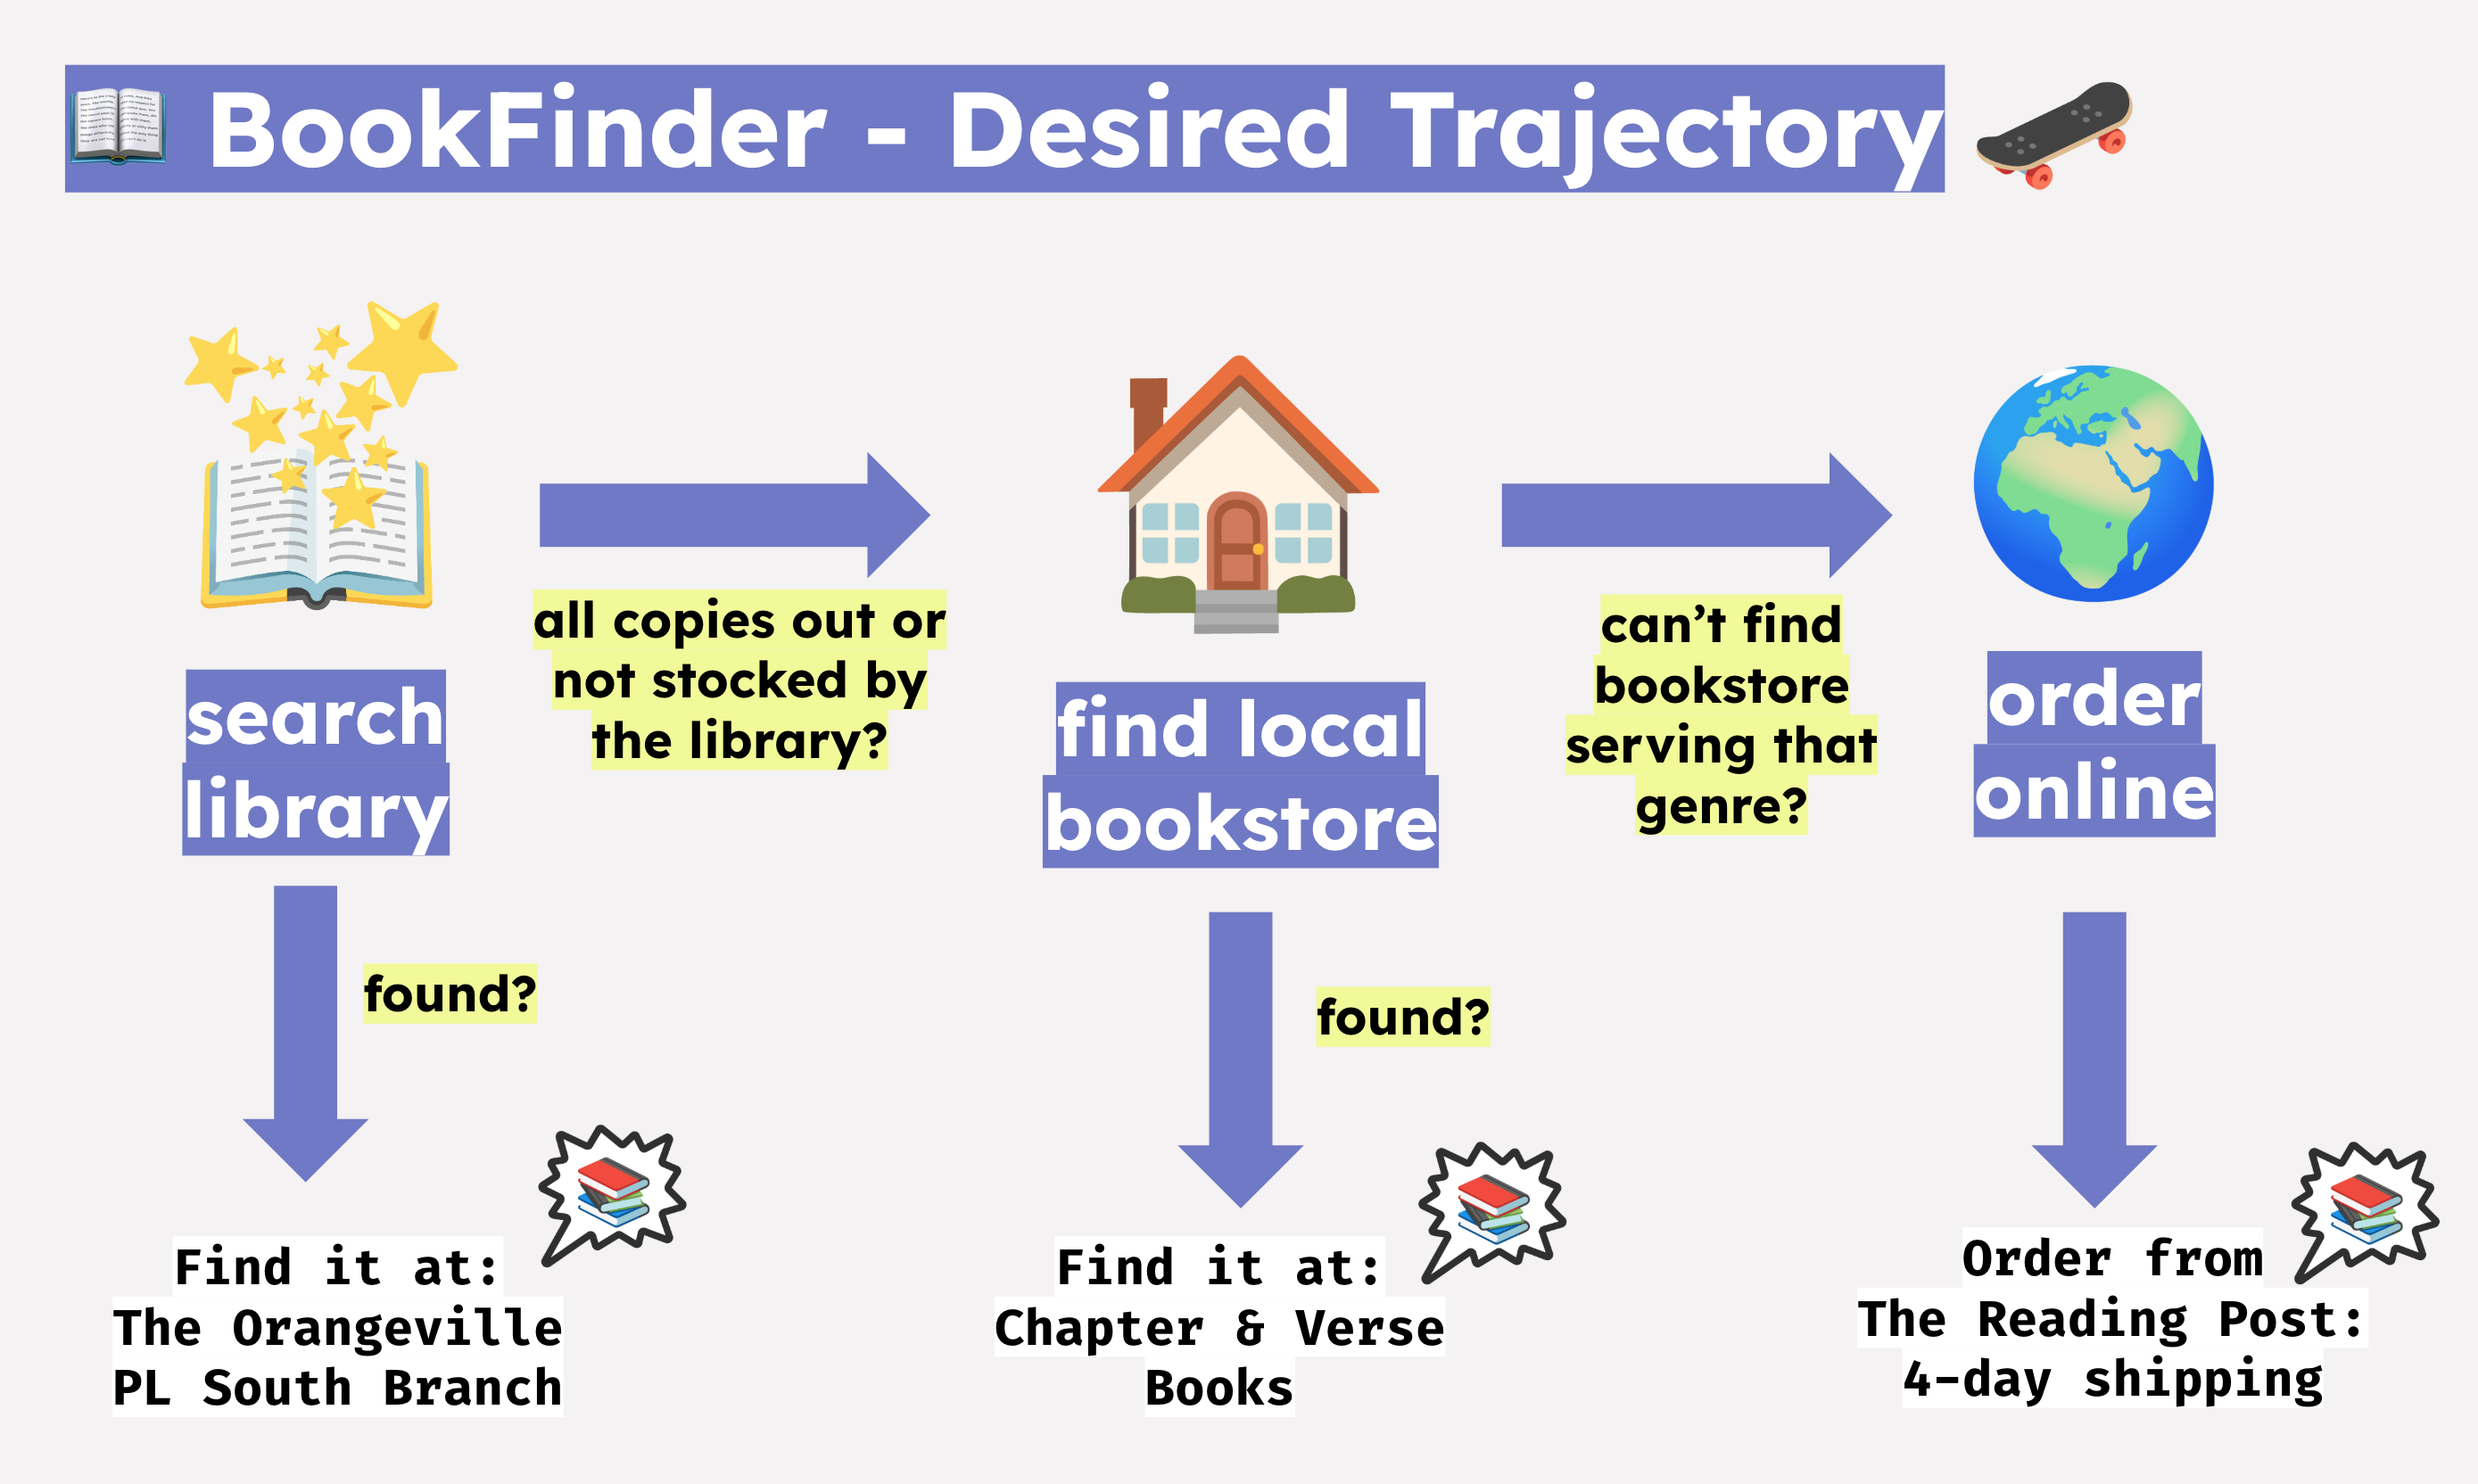 BookFinder - Desired Trajectory
all copies out or
not stocked by
the library?
can’t find
bookstore
serving that
genre?
search
library
find local
bookstore
order
online
found?
found?
Find it at:
The Orangeville
PL South Branch
Find it at:
Chapter & Verse
Books
Order from
The Reading Post:
4-day shipping